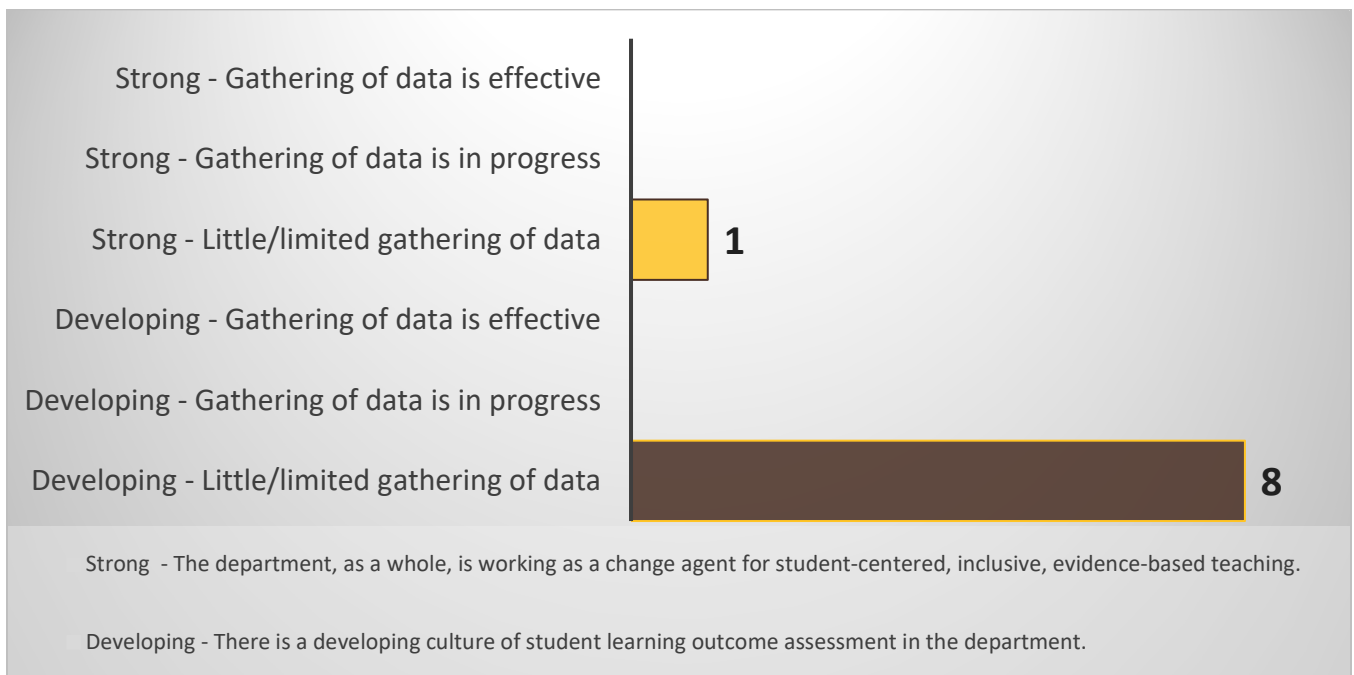 Strong - Gathering of data is effective
Strong - Gathering of data is in progress
Strong - Little/limited gathering of data
1
Developing - Gathering of data is effective
Developing - Gathering of data is in progress
Developing - Little/limited gathering of data
8
Strong - The department, as a whole, is working as a change agent for student-centered, inclusive, evidence-based teaching.
Developing - There is a developing culture of student learning outcome assessment in the department.